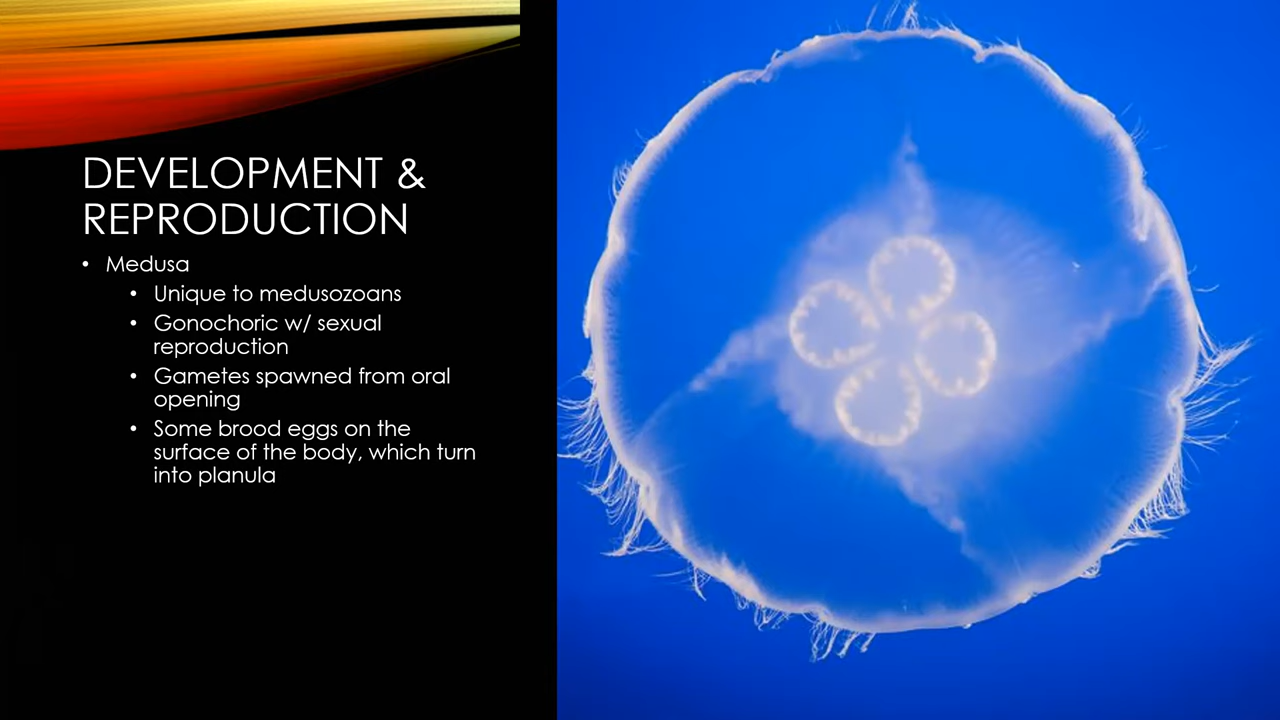 DEVELOPMENT &
REPRODUCTION
• Medusa
• Unique to medusozoans
• Gonochoric w/ sexual
reproduction
• Gametes spawned from oral
opening
• Some brood eggs on the
surface of the body, which turn
into planula